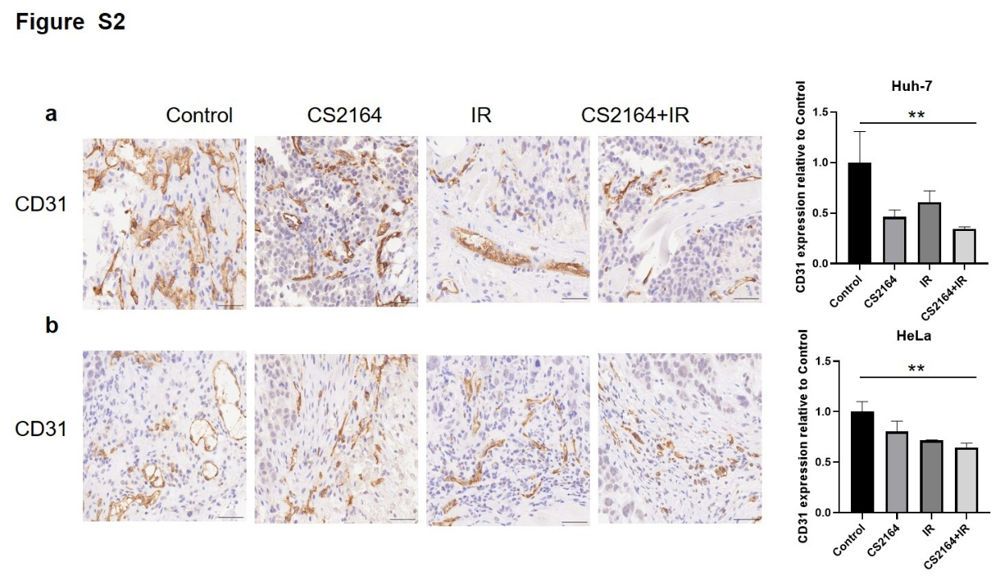 Figure S2
a
Control CS2164 IR CS2164+IR
CD31
Huh-7
CD31 expression relative to Control
1.5
1.0
0.5
0.0
**
Control
CS2164
IR
CS2164+IR
b
CD31
HeLa
CD31 expression relative to Control
1.5
1.0
0.5
0.0
**
Control
CS2164
IR
CS2164+IR